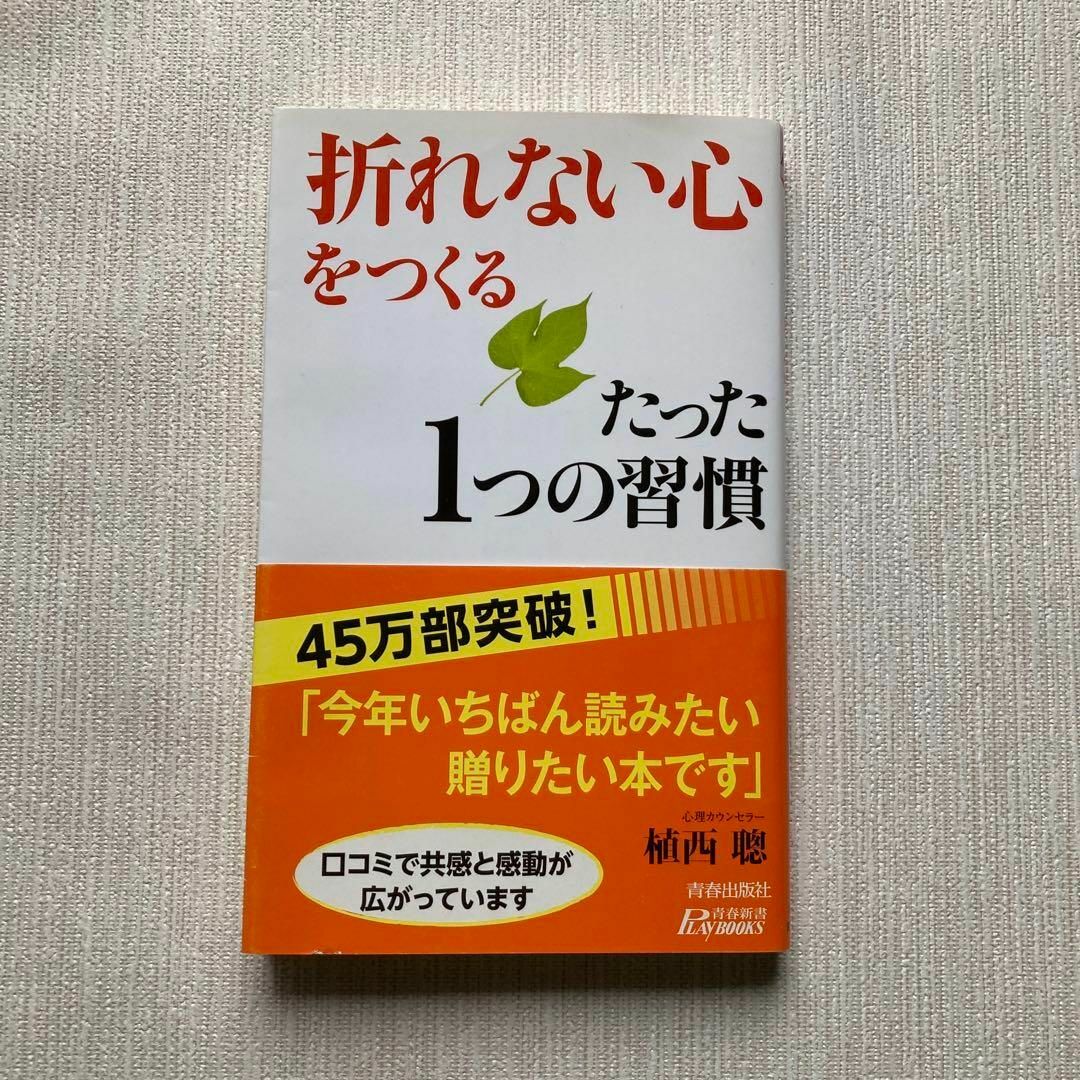 折れない心
をつくる
たった
1つの習慣
45万部突破!
「今年いちばん読みたい
贈りたい本です」
心理カウンセラー
植西 聰
口コミで共感と感動が
広がっています
青春出版社
青春新書
PLAYBOOKS